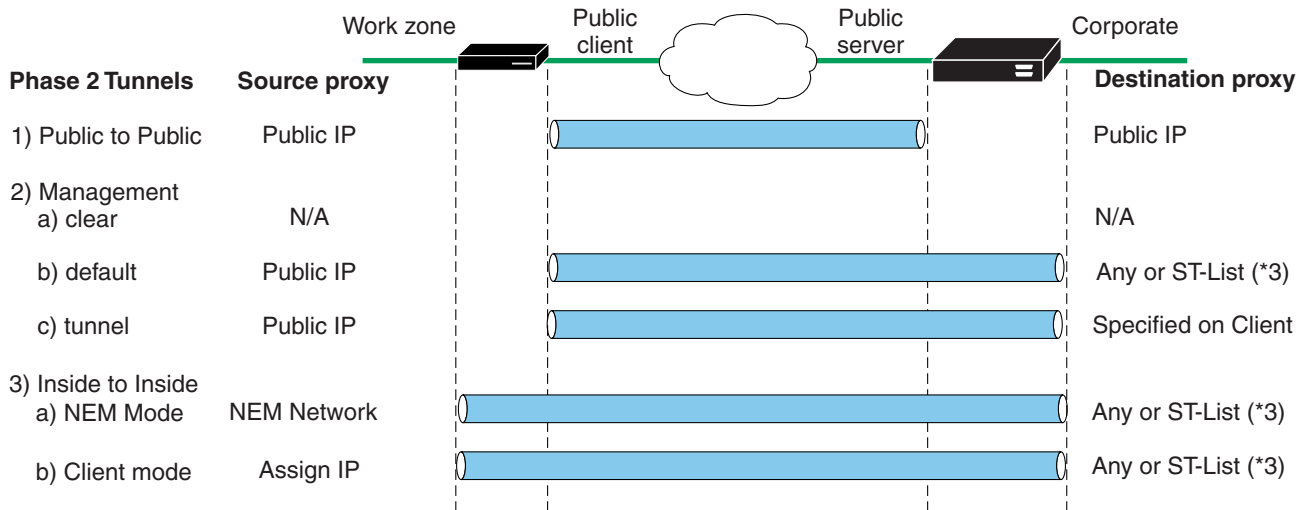 Work zone
Public
client
Public
server
Corporate
Phase 2 Tunnels Source proxy Destination proxy
1) Public to Public Public IP Public IP
2) Management
a) clear N/A N/A
b) default Public IP Any or ST-List (*3)
c) tunnel Public IP Specified on Client
3) Inside to Inside
a) NEM Mode NEM Network Any or ST-List (*3)
b) Client mode Assign IP Any or ST-List (*3)